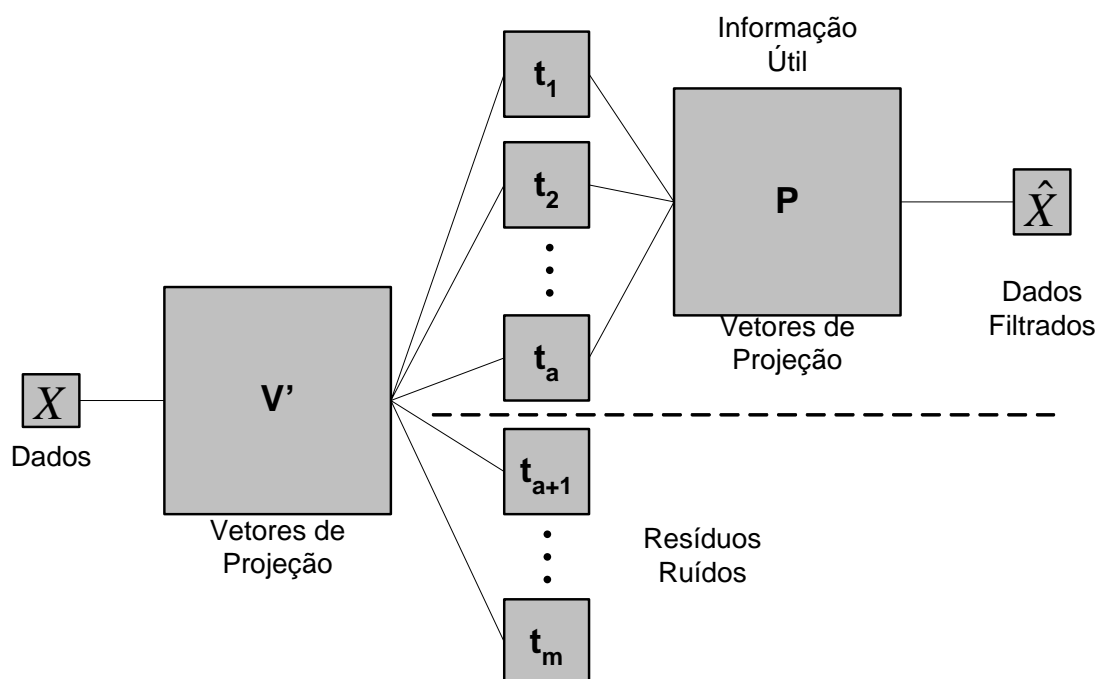 Informação
Útil
t1
t2
P
X̂
Dados
Filtrados
Vetores de
Projeção
ta
X
V’
Dados
ta+1
Vetores de
Projeção
Resíduos
Ruídos
tm